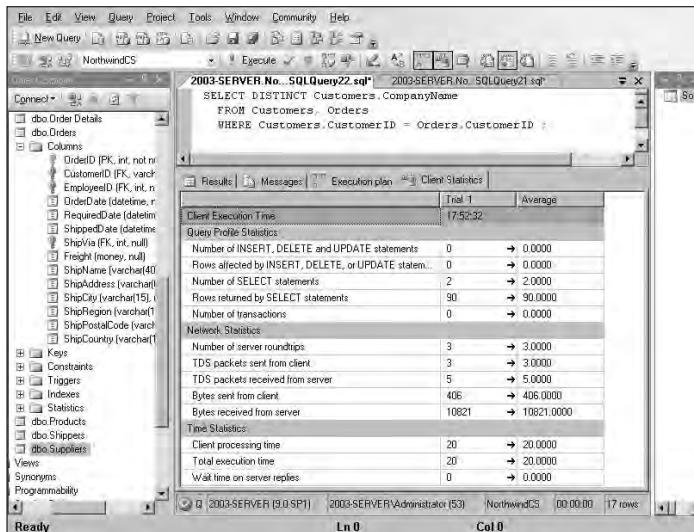 File Edit View Query Project Tools Window Community Help
New Query
NorthwindCS
Execute
2003-SERVER.No...SQLQuery22.sql*
2003-SERVER.No...SQLQuery21.sql*
Connect
dbo.Order Details
dbo.Orders
Columns
OrderID (PK, int, not n
CustomerID (FK, varch
EmployeeID (FK, int, n
OrderDate (datetime, n
RequiredDate (datetim
ShippedDate (datetime
ShipVia (FK, int, null)
Freight (money, null)
ShipName (varchar(40
ShipAddress (varchar(
ShipCity (varchar(15),
ShipRegion (varchar(1
ShipPostalCode (varch
ShipCountry (varchar(1
Keys
Constraints
Triggers
Indexes
Statistics
dbo.Products
dbo.Shippers
dbo.Suppliers
Views
Synonyms
Programmability
SELECT DISTINCT Customers.CompanyName
FROM Customers, Orders
WHERE Customers.CustomerID = Orders.CustomerID ;
Results Messages Execution plan Client Statistics
Trial 1 Average
Client Execution Time 17:52:32
Query Profile Statistics
Number of INSERT, DELETE and UPDATE statements 0 → 0.0000
Rows affected by INSERT, DELETE, or UPDATE statem... 0 → 0.0000
Number of SELECT statements 2 → 2.0000
Rows returned by SELECT statements 90 → 90.0000
Number of transactions 0 → 0.0000
Network Statistics
Number of server roundtrips 3 → 3.0000
TDS packets sent from client 3 → 3.0000
TDS packets received from server 5 → 5.0000
Bytes sent from client 406 → 406.0000
Bytes received from server 10821 → 10821.0000
Time Statistics
Client processing time 20 → 20.0000
Total execution time 20 → 20.0000
Wait time on server replies 0 → 0.0000
2003-SERVER (9.0 SP1) 2003-SERVER\Administrator (53) NorthwindCS 00:00:00 17 rows
So
Ready Ln 0 Col 0